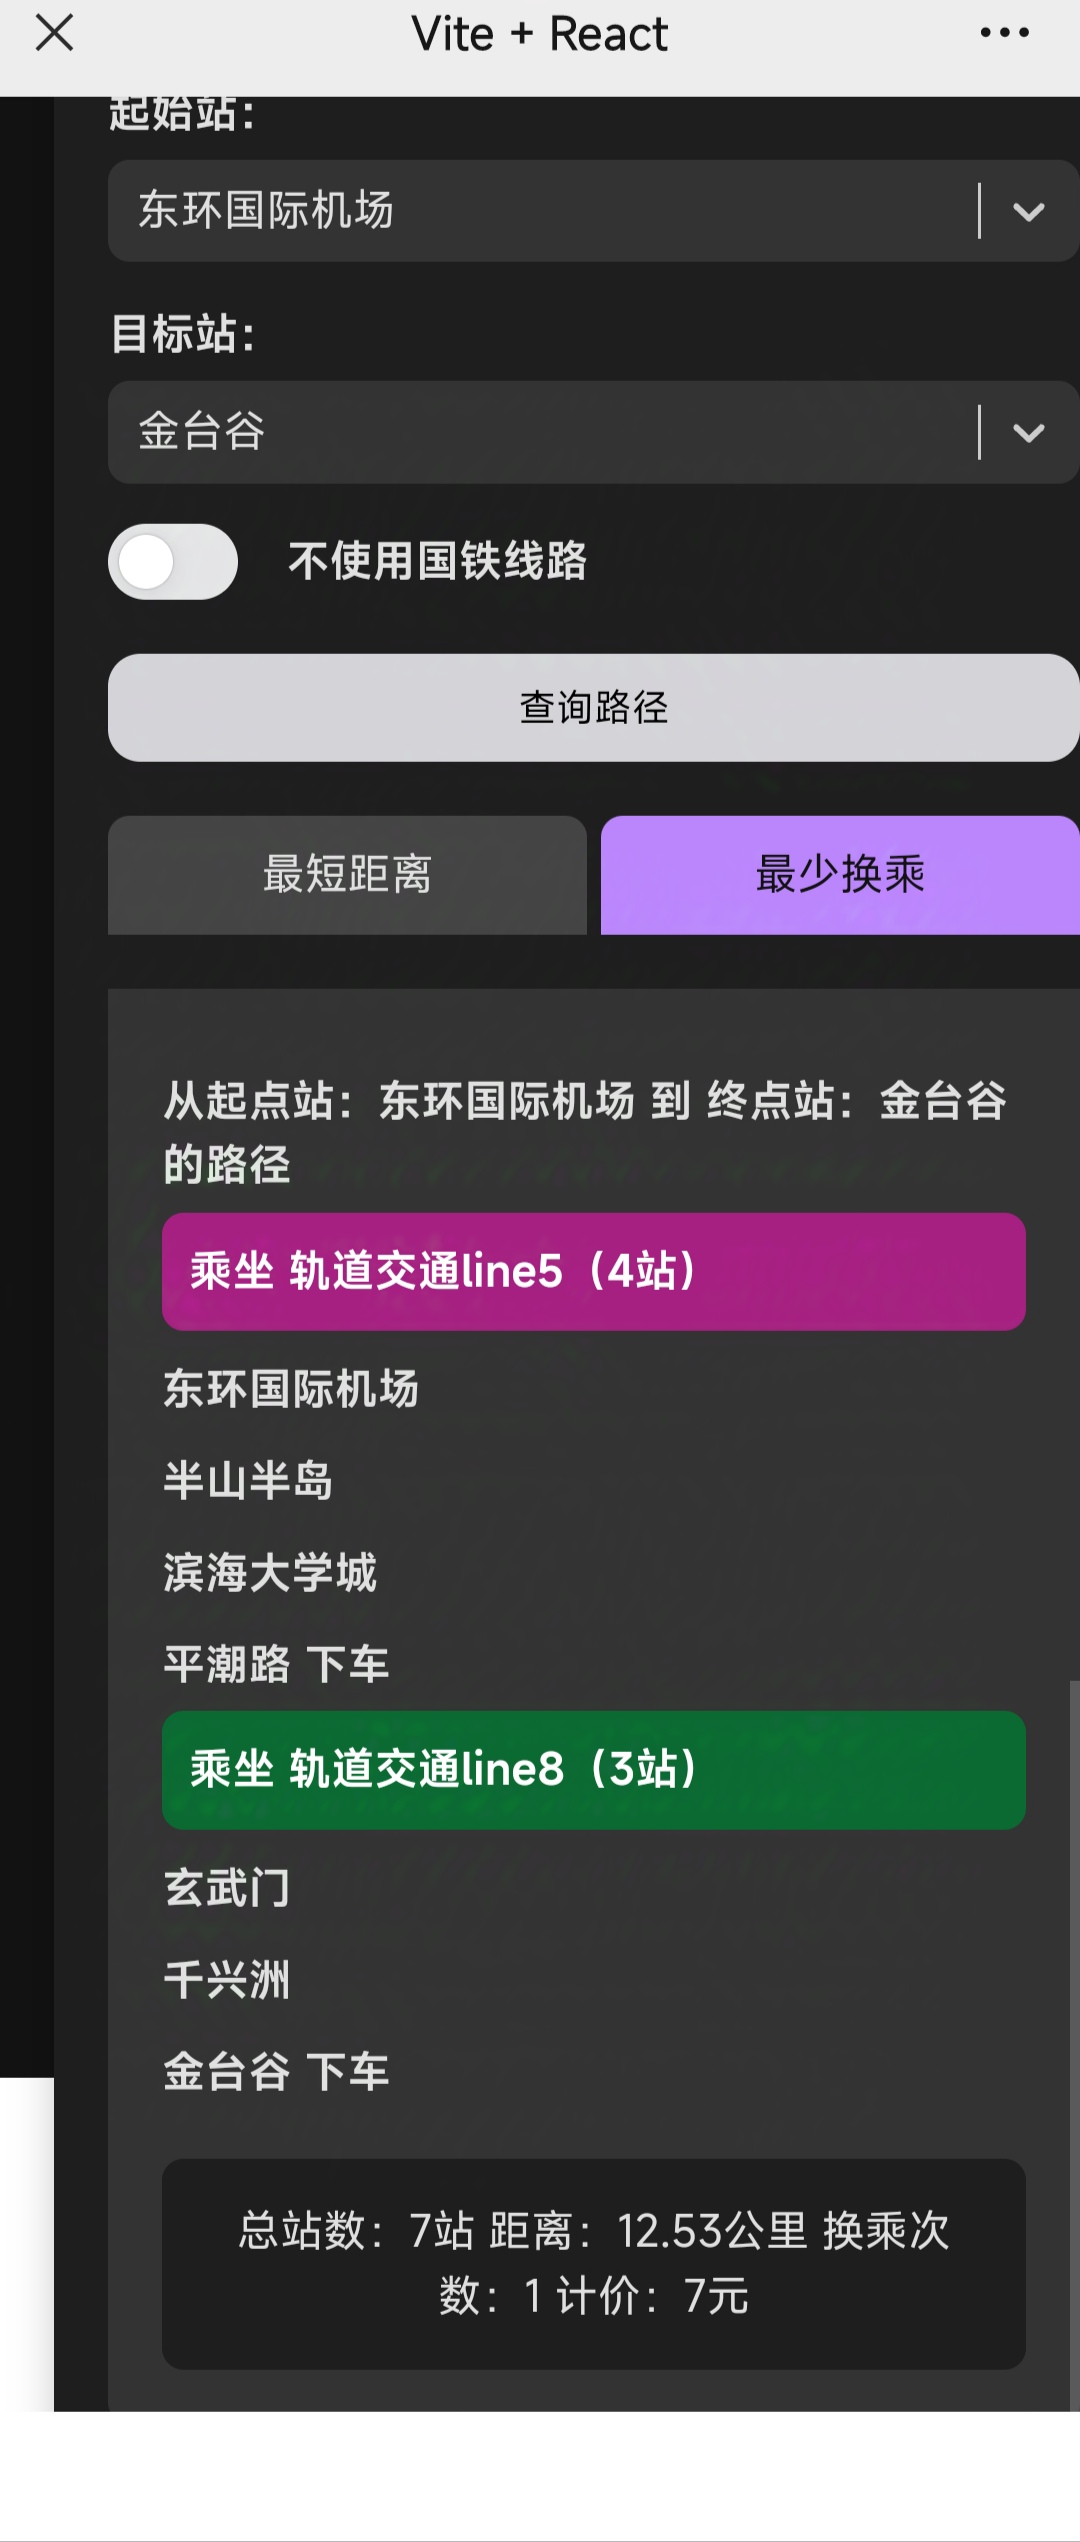 Vite + React
起始站：
东环国际机场
目标站：
金台谷
不使用国铁线路
查询路径
最短距离
最少换乘
从起点站：东环国际机场 到 终点站：金台谷
的路径
乘坐 轨道交通line5（4站）
东环国际机场
半山半岛
滨海大学城
平潮路 下车
乘坐 轨道交通line8（3站）
玄武门
千兴洲
金台谷 下车
总站数：7站 距离：12.53公里 换乘次
数：1 计价：7元